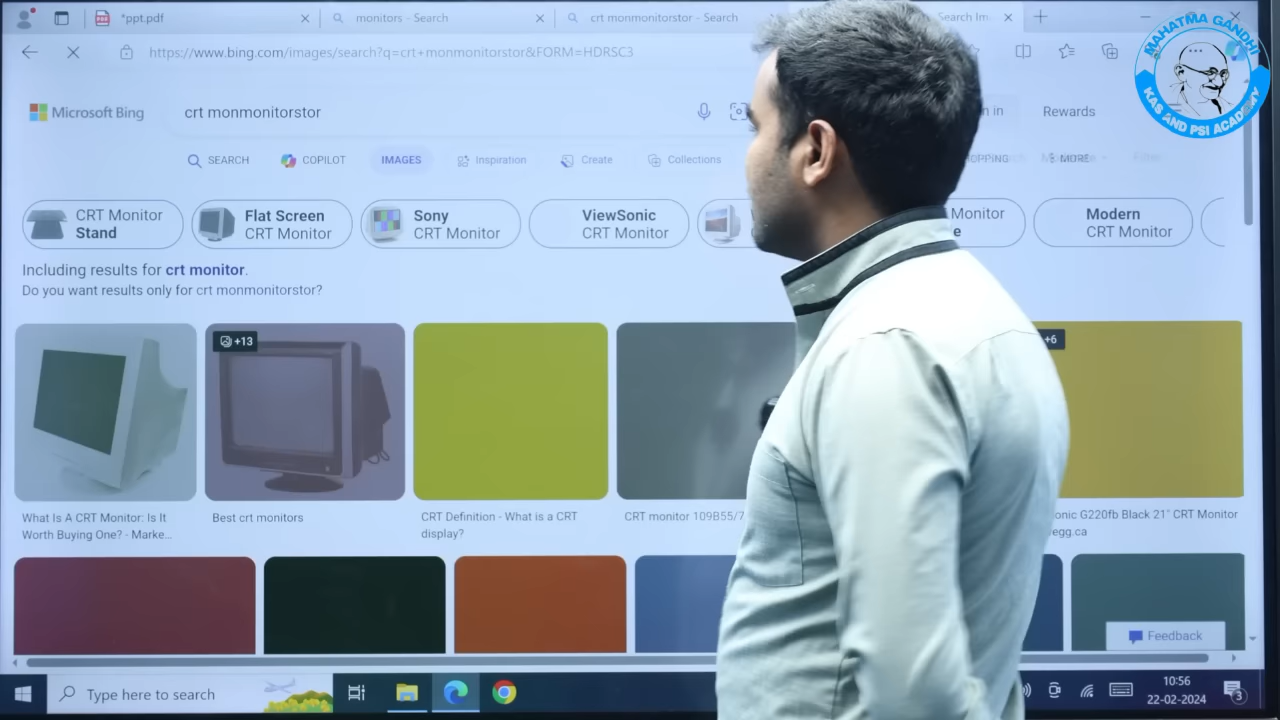 *ppt.pdf
monitors - Search
crt monmonitorstor - Search
Search Im
https://www.bing.com/images/search?q=crt+monmonitorstor&FORM=HDRSC3
MAHATMA GANDHI
KAS AND PSI ACADEMY
Microsoft Bing
crt monmonitorstor
in
Rewards
SEARCH
COPILOT
IMAGES
Inspiration
Create
Collections
MORE
CRT Monitor
Stand
Flat Screen
CRT Monitor
Sony
CRT Monitor
ViewSonic
CRT Monitor
Monitor
Modern
CRT Monitor
Including results for crt monitor.
Do you want results only for crt monmonitorstor?
+13
+6
What Is A CRT Monitor: Is It
Worth Buying One? - Marke...
Best crt monitors
CRT Definition - What is a CRT
display?
CRT monitor 109B55/7
onic G220fb Black 21" CRT Monitor
egg.ca
Feedback
Type here to search
10:56
22-02-2024
3